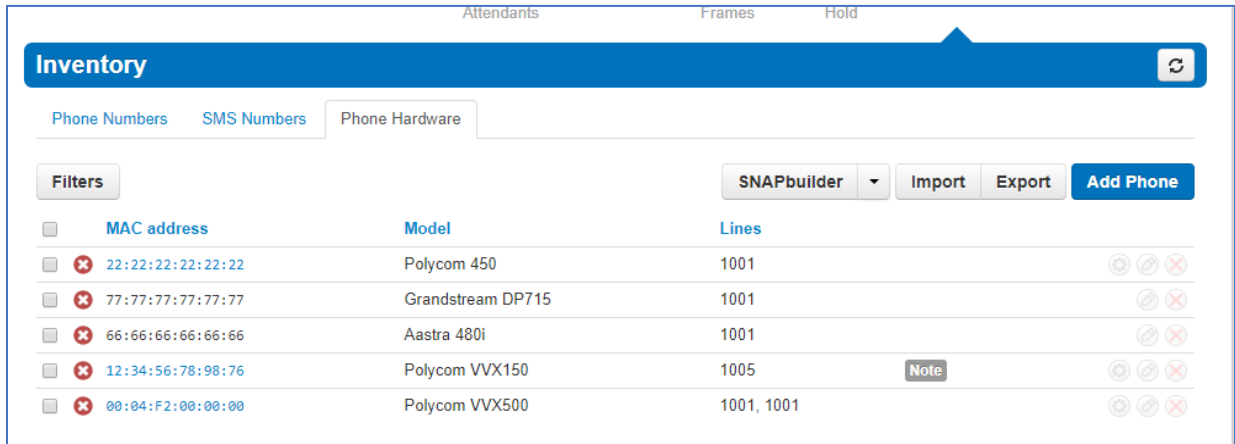 Attendants Frames Hold
Inventory
Phone Numbers SMS Numbers Phone Hardware
Filters SNAPbuilder Import Export Add Phone
MAC address Model Lines
22:22:22:22:22:22 Polycom 450 1001
77:77:77:77:77:77 Grandstream DP715 1001
66:66:66:66:66:66 Aastra 480i 1001
12:34:56:78:98:76 Polycom VVX150 1005 Note
00:04:F2:00:00:00 Polycom VVX500 1001, 1001